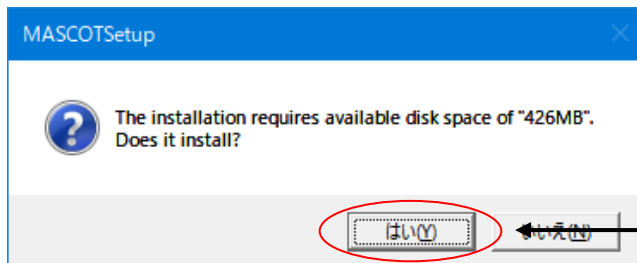 MASCOTSetup
The installation requires available disk space of "426MB".
Does it install?
はい(Y)
いいえ(N)